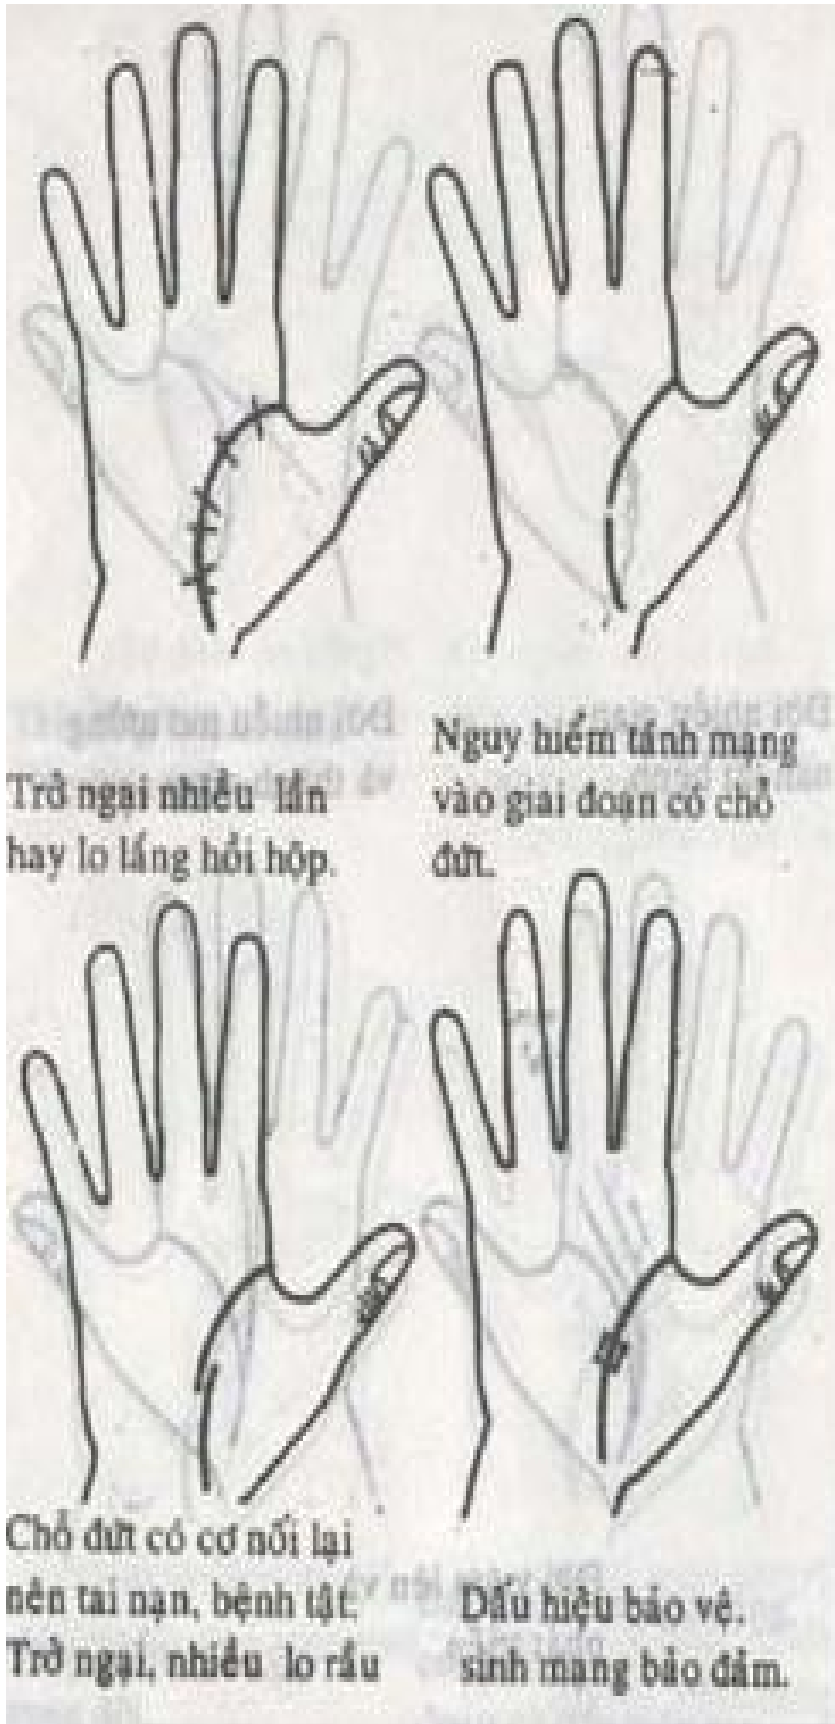 Trở ngại nhiều lần
hay lo lắng hồi hộp.
Nguy hiểm tánh mạng
vào giai đoạn có chỗ
đứt.
Chỗ đứt có cơ nối lại
nên tai nạn, bệnh tật.
Trở ngại, nhiều lo rầu
Dấu hiệu bảo vệ.
sinh mang bảo đảm.